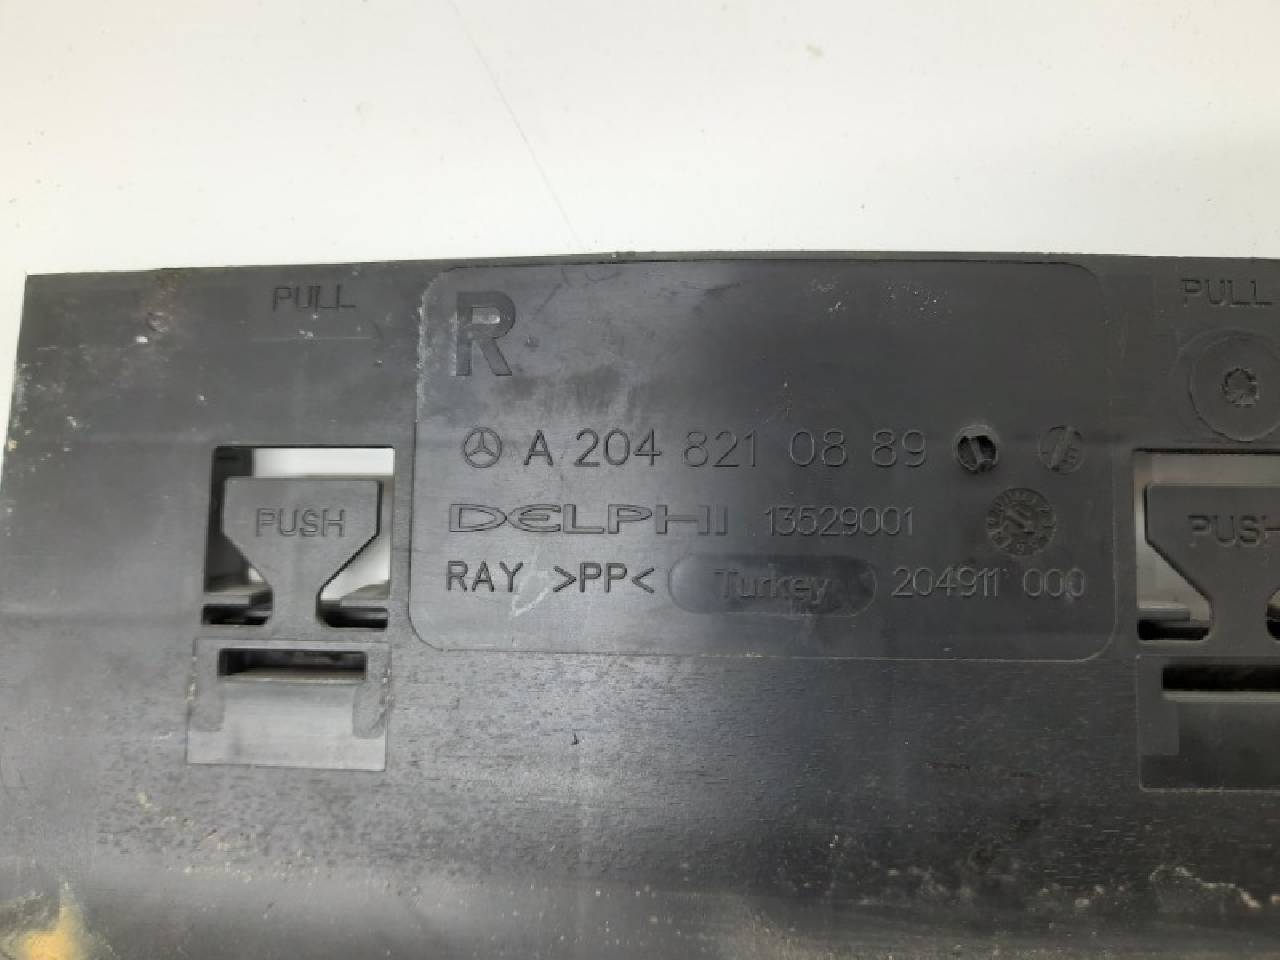 PULL
PULL
R
A 204 821 08 89
DELPHI 13529001
PUSH
PUSH
RAY >PP< Turkey 204911 000